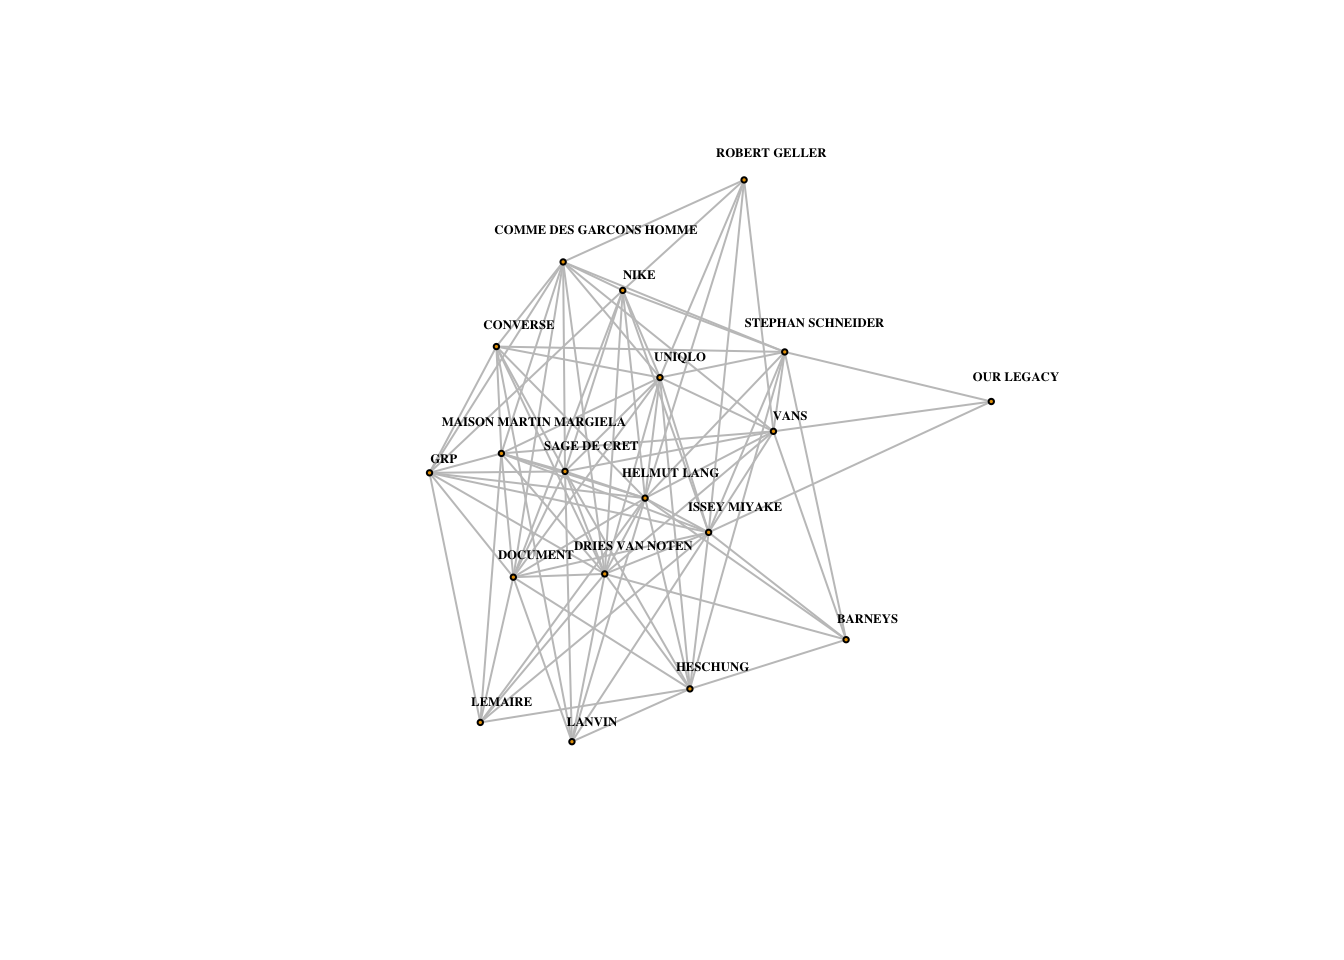 ROBERT GELLER
COMME DES GARCONS HOMME
NIKE
CONVERSE
STEPHAN SCHNEIDER
UNIQLO
OUR LEGACY
VANS
MAISON MARTIN MARGIELA
SAGE DE CRET
GRP
HELMUT LANG
ISSEY MIYAKE
DRIES VAN NOTEN
DOCUMENT
BARNEYS
HESCHUNG
LEMAIRE
LANVIN